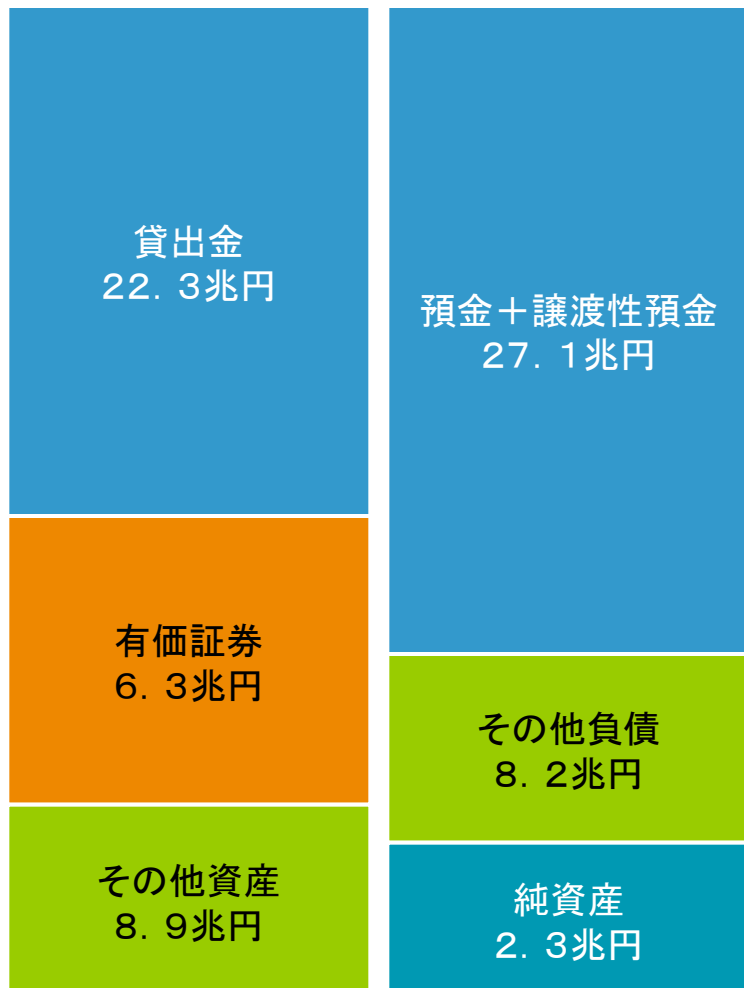 貸出金
22．3兆円
有価証券
6．3兆円
その他資産
8．9兆円
預金＋譲渡性預金
27．1兆円
その他負債
8．2兆円
純資産
2．3兆円